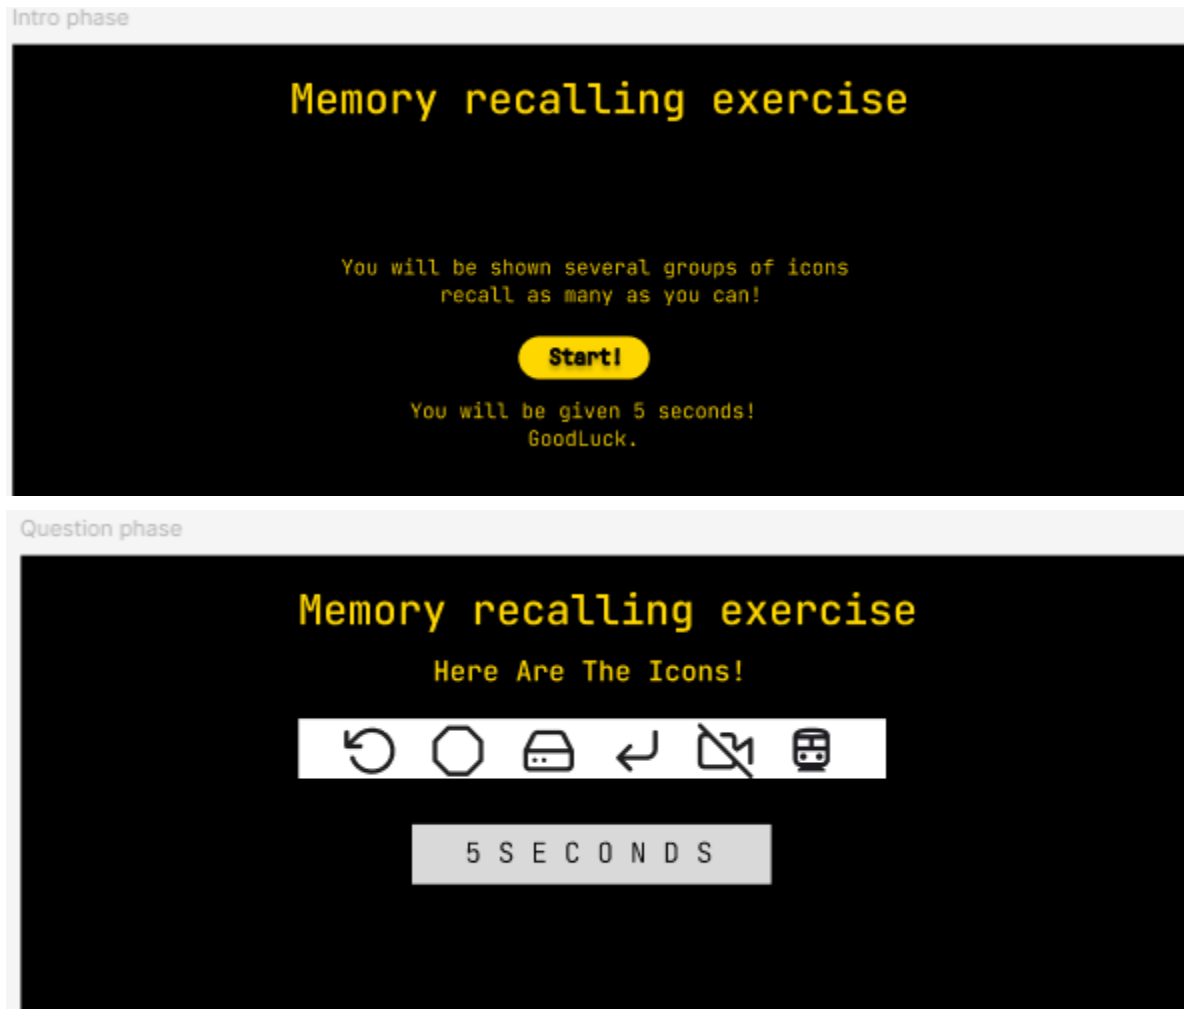 Intro phase
Memory recalling exercise
You will be shown several groups of icons
recall as many as you can!
Start!
You will be given 5 seconds!
GoodLuck.
Question phase
Memory recalling exercise
Here Are The Icons!
5 S E C O N D S